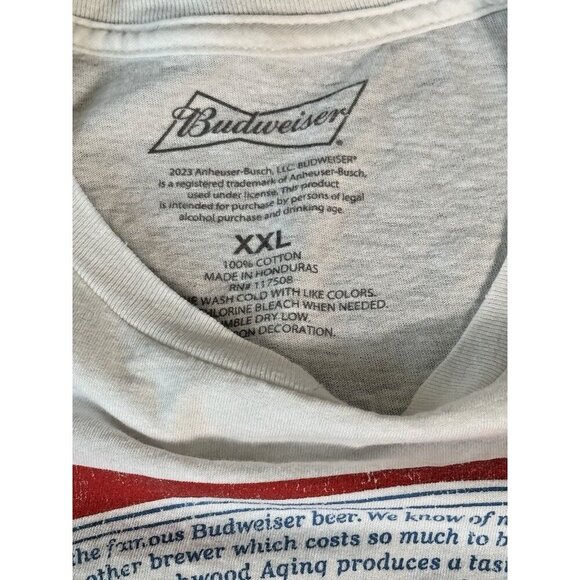 Budweiser
2023 Anheuser-Busch, LLC. BUDWEISER®
is a registered trademark of Anheuser-Busch,
used under license. This product
is intended for purchase by persons of legal
alcohol purchase and drinking age.
XXL
100% COTTON
MADE IN HONDURAS
RN# 117508
WASH COLD WITH LIKE COLORS.
BLEACH WHEN NEEDED.
DRY LOW.
DECORATION.
the famous Budweiser beer. We know of
other brewer which costs so much to
Aging produces a